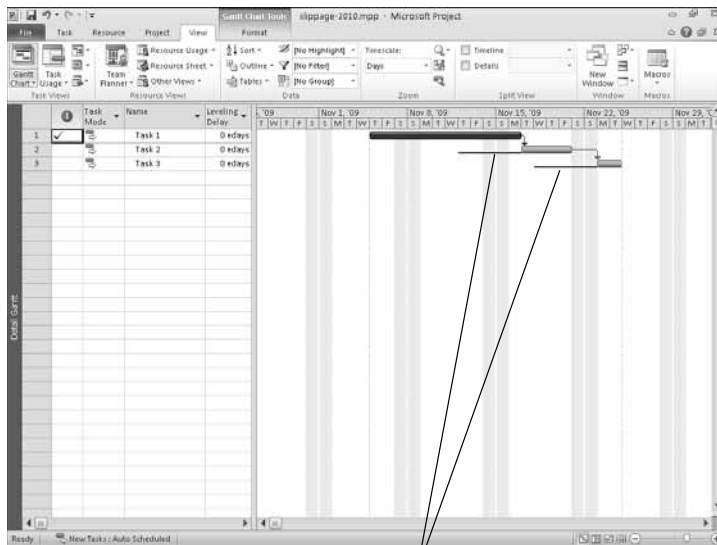 Gantt Chart Tools slippage-2010.mpp - Microsoft Project
File Task Resource Project View Format
Gantt Chart Task Usage Team Planner Resource Usage Resource Sheet Other Views Sort Outline Tables [No Highlight] [No Filter] [No Group] Timescale: Days Timeline Details New Window Macros
Task Views Resource Views Data Zoom Split View Window Macros
Task Mode Name Leveling Delay , '09 Nov 1, '09 Nov 8, '09 Nov 15, '09 Nov 22, '09 Nov 29, '
T W T F S S M T W T F S S M T W T F S S M T W T F S S M T W T F S S M T
1 Task 1 0 edays
2 Task 2 0 edays
3 Task 3 0 edays
Detail Gantt
Ready New Tasks : Auto Scheduled